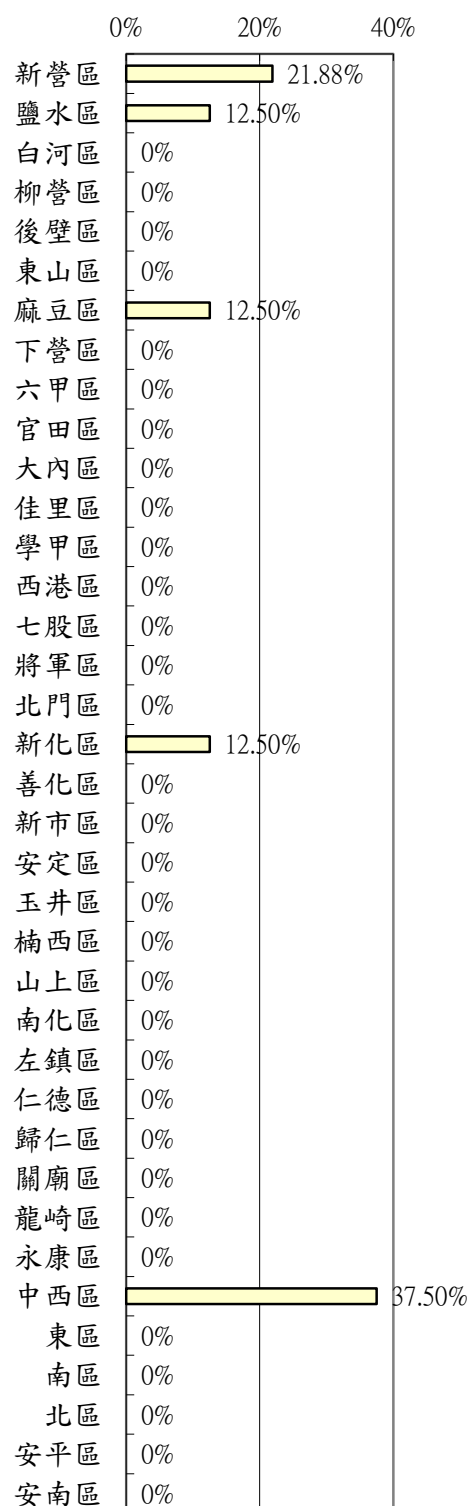 0% 20% 40%
新營區 21.88%
鹽水區 12.50%
白河區 0%
柳營區 0%
後壁區 0%
東山區 0%
麻豆區 12.50%
下營區 0%
六甲區 0%
官田區 0%
大內區 0%
佳里區 0%
學甲區 0%
西港區 0%
七股區 0%
將軍區 0%
北門區 0%
新化區 12.50%
善化區 0%
新市區 0%
安定區 0%
玉井區 0%
楠西區 0%
山上區 0%
南化區 0%
左鎮區 0%
仁德區 0%
歸仁區 0%
關廟區 0%
龍崎區 0%
永康區 0%
中西區 37.50%
東區 0%
南區 0%
北區 0%
安平區 0%
安南區 0%